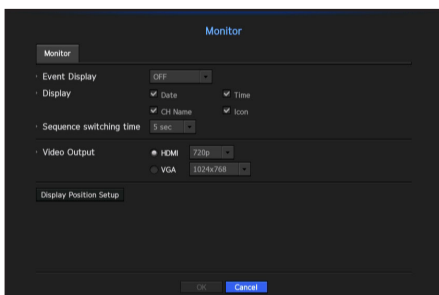 Monitor
Monitor
Event Display OFF
Display Date Time
CH Name Icon
Sequence switching time 5 sec
Video Output HDMI 720p
VGA 1024x768
Display Position Setup
OK Cancel